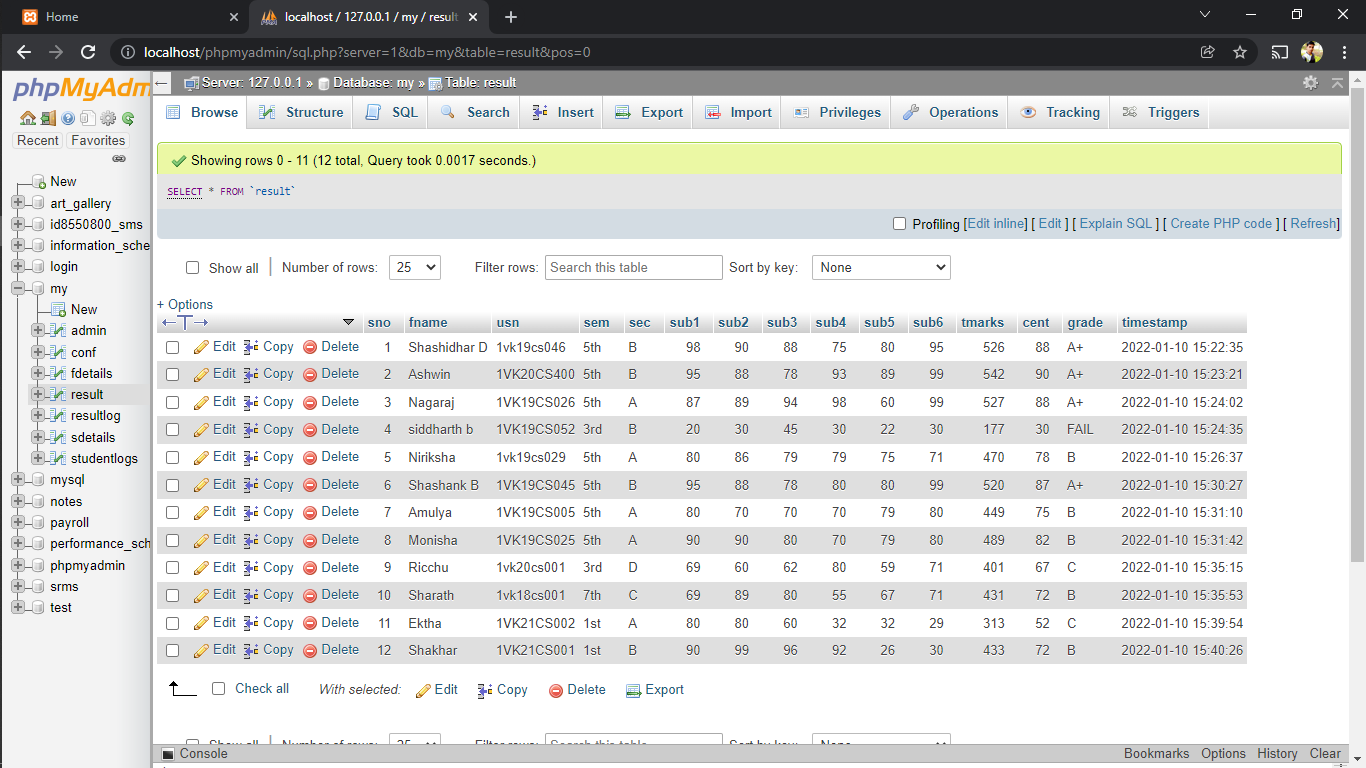 Home
localhost / 127.0.0.1 / my / result
localhost/phpmyadmin/sql.php?server=1&db=my&table=result&pos=0
phpMyAdm
Recent Favorites
New
art_gallery
id8550800_sms
information_sche
login
my
New
admin
conf
fdetails
result
resultlog
sdetails
studentlogs
mysql
notes
payroll
performance_sch
phpmyadmin
srms
test
Server: 127.0.0.1 » Database: my » Table: result
Browse Structure SQL Search Insert Export Import Privileges Operations Tracking Triggers
Showing rows 0 - 11 (12 total, Query took 0.0017 seconds.)
SELECT * FROM `result`
Profiling [Edit inline] [ Edit ] [ Explain SQL ] [ Create PHP code ] [ Refresh]
Show all Number of rows: 25 Filter rows: Search this table Sort by key: None
+ Options
sno fname usn sem sec sub1 sub2 sub3 sub4 sub5 sub6 tmarks cent grade timestamp
Edit Copy Delete 1 Shashidhar D 1vk19cs046 5th B 98 90 88 75 80 95 526 88 A+ 2022-01-10 15:22:35
Edit Copy Delete 2 Ashwin 1VK20CS400 5th B 95 88 78 93 89 99 542 90 A+ 2022-01-10 15:23:21
Edit Copy Delete 3 Nagaraj 1VK19CS026 5th A 87 89 94 98 60 99 527 88 A+ 2022-01-10 15:24:02
Edit Copy Delete 4 siddharth b 1VK19CS052 3rd B 20 30 45 30 22 30 177 30 FAIL 2022-01-10 15:24:35
Edit Copy Delete 5 Niriksha 1vk19cs029 5th A 80 86 79 79 75 71 470 78 B 2022-01-10 15:26:37
Edit Copy Delete 6 Shashank B 1VK19CS045 5th B 95 88 78 80 80 99 520 87 A+ 2022-01-10 15:30:27
Edit Copy Delete 7 Amulya 1VK19CS005 5th A 80 70 70 70 79 80 449 75 B 2022-01-10 15:31:10
Edit Copy Delete 8 Monisha 1VK19CS025 5th A 90 90 80 70 79 80 489 82 B 2022-01-10 15:31:42
Edit Copy Delete 9 Ricchu 1vk20cs001 3rd D 69 60 62 80 59 71 401 67 C 2022-01-10 15:35:15
Edit Copy Delete 10 Sharath 1vk18cs001 7th C 69 89 80 55 67 71 431 72 B 2022-01-10 15:35:53
Edit Copy Delete 11 Ektha 1VK21CS002 1st A 80 80 60 32 32 29 313 52 C 2022-01-10 15:39:54
Edit Copy Delete 12 Shakhar 1VK21CS001 1st B 90 99 96 92 26 30 433 72 B 2022-01-10 15:40:26
Check all With selected: Edit Copy Delete Export
Show all Number of rows: 25 Filter rows: Search this table Sort by key: None
Console Bookmarks Options History Clear